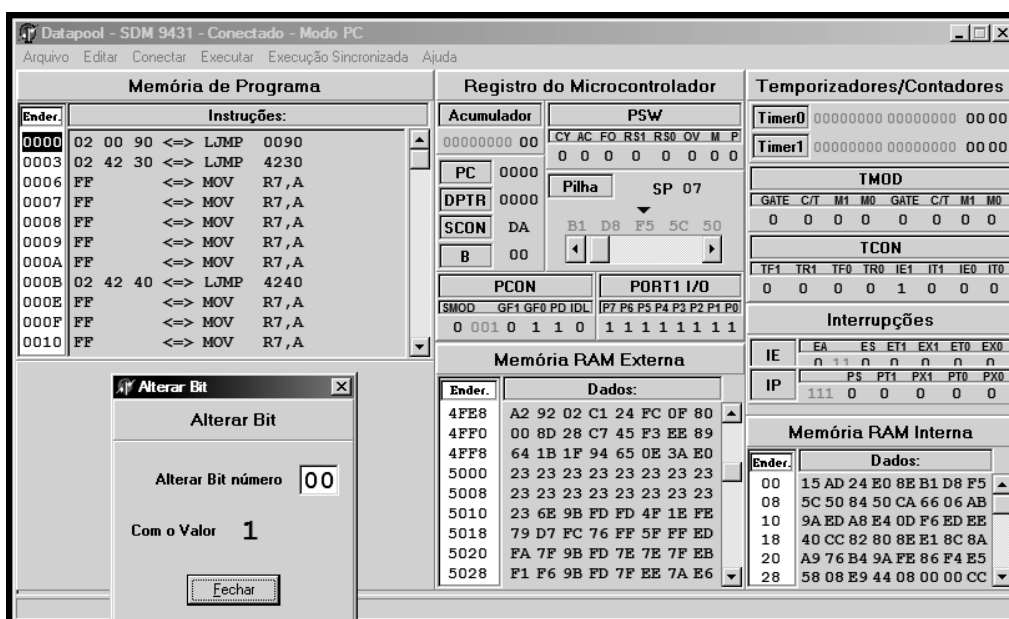 Datapool - SDM 9431 - Conectado - Modo PC
Arquivo Editar Conectar Executar Execução Sincronizada Ajuda
Memória de Programa
Ender. Instruções:
0000 02 00 90 <=> LJMP 0090
0003 02 42 30 <=> LJMP 4230
0006 FF <=> MOV R7,A
0007 FF <=> MOV R7,A
0008 FF <=> MOV R7,A
0009 FF <=> MOV R7,A
000A FF <=> MOV R7,A
000B 02 42 40 <=> LJMP 4240
000E FF <=> MOV R7,A
000F FF <=> MOV R7,A
0010 FF <=> MOV R7,A
Alterar Bit
Alterar Bit
Alterar Bit número 00
Com o Valor 1
Fechar
Registro do Microcontrolador
Acumulador PSW
00000000 00 CY AC FO RS1 RS0 OV M P
0 0 0 0 0 0 0 0
PC 0000
Pilha SP 07
DPTR 0000
SCON DA B1 D8 F5 5C 50
B 00
PCON PORT1 I/O
SMOD GF1 GF0 PD IDL P7 P6 P5 P4 P3 P2 P1 P0
0 001 0 1 1 0 1 1 1 1 1 1 1 1
Memória RAM Externa
Ender. Dados:
4FE8 A2 92 02 C1 24 FC 0F 80
4FF0 00 8D 28 C7 45 F3 EE 89
4FF8 64 1B 1F 94 65 0E 3A E0
5000 23 23 23 23 23 23 23 23
5008 23 23 23 23 23 23 23 23
5010 23 6E 9B FD FD 4F 1E FE
5018 79 D7 FC 76 FF 5F FF ED
5020 FA 7F 9B FD 7E 7E 7F EB
5028 F1 F6 9B FD 7F EE 7A E6
Temporizadores/Contadores
Timer0 00000000 00000000 00 00
Timer1 00000000 00000000 00 00
TMOD
GATE C/T M1 M0 GATE C/T M1 M0
0 0 0 0 0 0 0 0
TCON
TF1 TR1 TF0 TR0 IE1 IT1 IE0 IT0
0 0 0 0 1 0 0 0
Interrupções
IE EA ES ET1 EX1 ET0 EX0
0 11 0 0 0 0 0
IP PS PT1 PX1 PT0 PX0
111 0 0 0 0 0
Memória RAM Interna
Ender. Dados:
00 15 AD 24 E0 8E B1 D8 F5
08 5C 50 84 50 CA 66 06 AB
10 9A ED A8 E4 0D F6 ED EE
18 40 CC 82 80 8E E1 8C 8A
20 A9 76 B4 9A FE 86 F4 E5
28 58 08 E9 44 08 00 00 CC